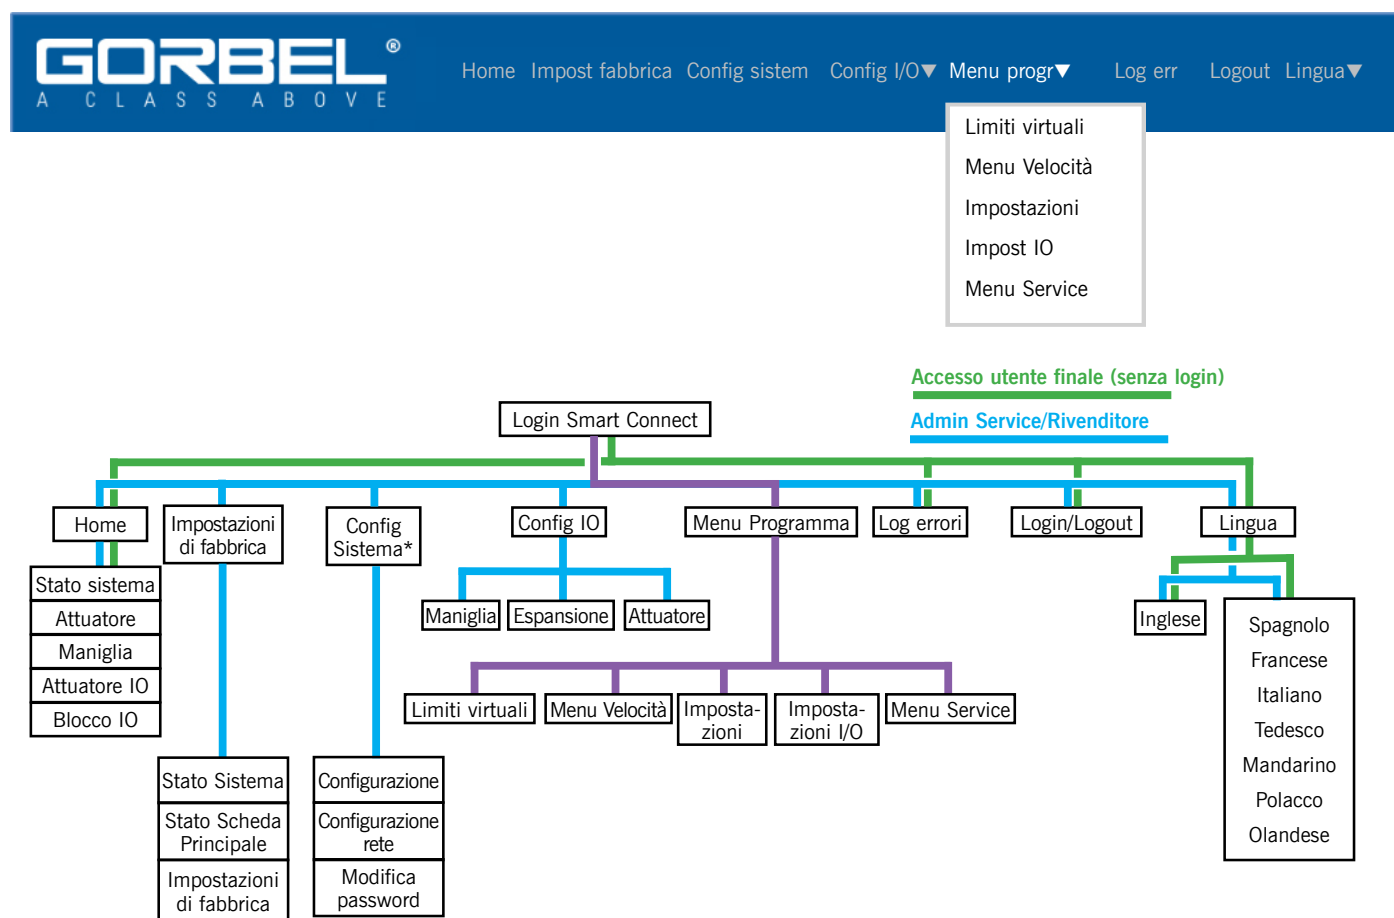 GORBEL®
A CLASS ABOVE
Home Impost fabbrica Config sistem Config I/O▼ Menu progr▼ Log err Logout Lingua▼
Limiti virtuali
Menu Velocità
Impostazioni
Impost IO
Menu Service
Accesso utente finale (senza login)
Admin Service/Rivenditore
Login Smart Connect
Home
Impostazioni
di fabbrica
Config
Sistema*
Config IO
Menu Programma
Log errori
Login/Logout
Lingua
Stato sistema
Attuatore
Maniglia
Attuatore IO
Blocco IO
Maniglia
Espansione
Attuatore
Inglese
Spagnolo
Francese
Italiano
Tedesco
Mandarino
Polacco
Olandese
Limiti virtuali
Menu Velocità
Imposta-
zioni
Imposta-
zioni I/O
Menu Service
Stato Sistema
Stato Scheda
Principale
Impostazioni
di fabbrica
Configurazione
Configurazione
rete
Modifica
password